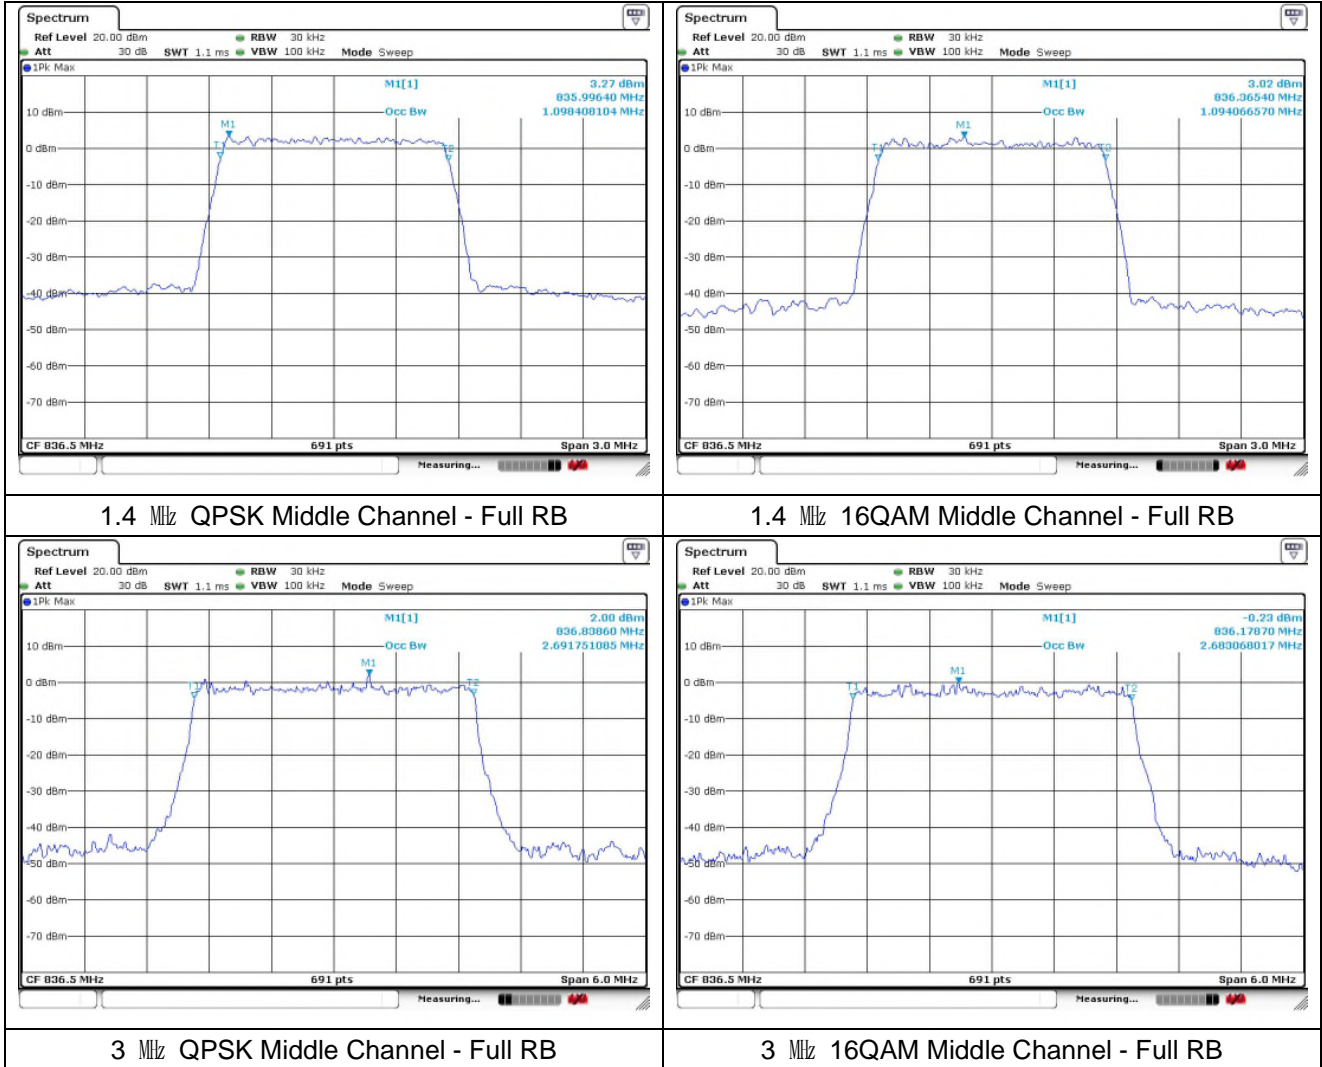 Spectrum
Ref Level 20.00 dBm RBW 30 kHz
Att 30 dB SWT 1.1 ms VBW 100 kHz Mode Sweep
1Pk Max
M1[1] 3.27 dBm
835.99640 MHz
10 dBm Occ Bw 1.098408104 MHz
M1
T1 T2
0 dBm
-10 dBm
-20 dBm
-30 dBm
-40 dBm
-50 dBm
-60 dBm
-70 dBm
CF 836.5 MHz 691 pts Span 3.0 MHz
Measuring...
1.4 ㎒ QPSK Middle Channel - Full RB
Spectrum
Ref Level 20.00 dBm RBW 30 kHz
Att 30 dB SWT 1.1 ms VBW 100 kHz Mode Sweep
1Pk Max
M1[1] 3.02 dBm
836.36540 MHz
10 dBm Occ Bw 1.094066570 MHz
M1
T1 T2
0 dBm
-10 dBm
-20 dBm
-30 dBm
-40 dBm
-50 dBm
-60 dBm
-70 dBm
CF 836.5 MHz 691 pts Span 3.0 MHz
Measuring...
1.4 ㎒ 16QAM Middle Channel - Full RB
Spectrum
Ref Level 20.00 dBm RBW 30 kHz
Att 30 dB SWT 1.1 ms VBW 100 kHz Mode Sweep
1Pk Max
M1[1] 2.00 dBm
836.83860 MHz
10 dBm Occ Bw 2.691751085 MHz
M1
T1 T2
0 dBm
-10 dBm
-20 dBm
-30 dBm
-40 dBm
-50 dBm
-60 dBm
-70 dBm
CF 836.5 MHz 691 pts Span 6.0 MHz
Measuring...
3 ㎒ QPSK Middle Channel - Full RB
Spectrum
Ref Level 20.00 dBm RBW 30 kHz
Att 30 dB SWT 1.1 ms VBW 100 kHz Mode Sweep
1Pk Max
M1[1] -0.23 dBm
836.17870 MHz
10 dBm Occ Bw 2.683068017 MHz
M1
T1 T2
0 dBm
-10 dBm
-20 dBm
-30 dBm
-40 dBm
-50 dBm
-60 dBm
-70 dBm
CF 836.5 MHz 691 pts Span 6.0 MHz
Measuring...
3 ㎒ 16QAM Middle Channel - Full RB